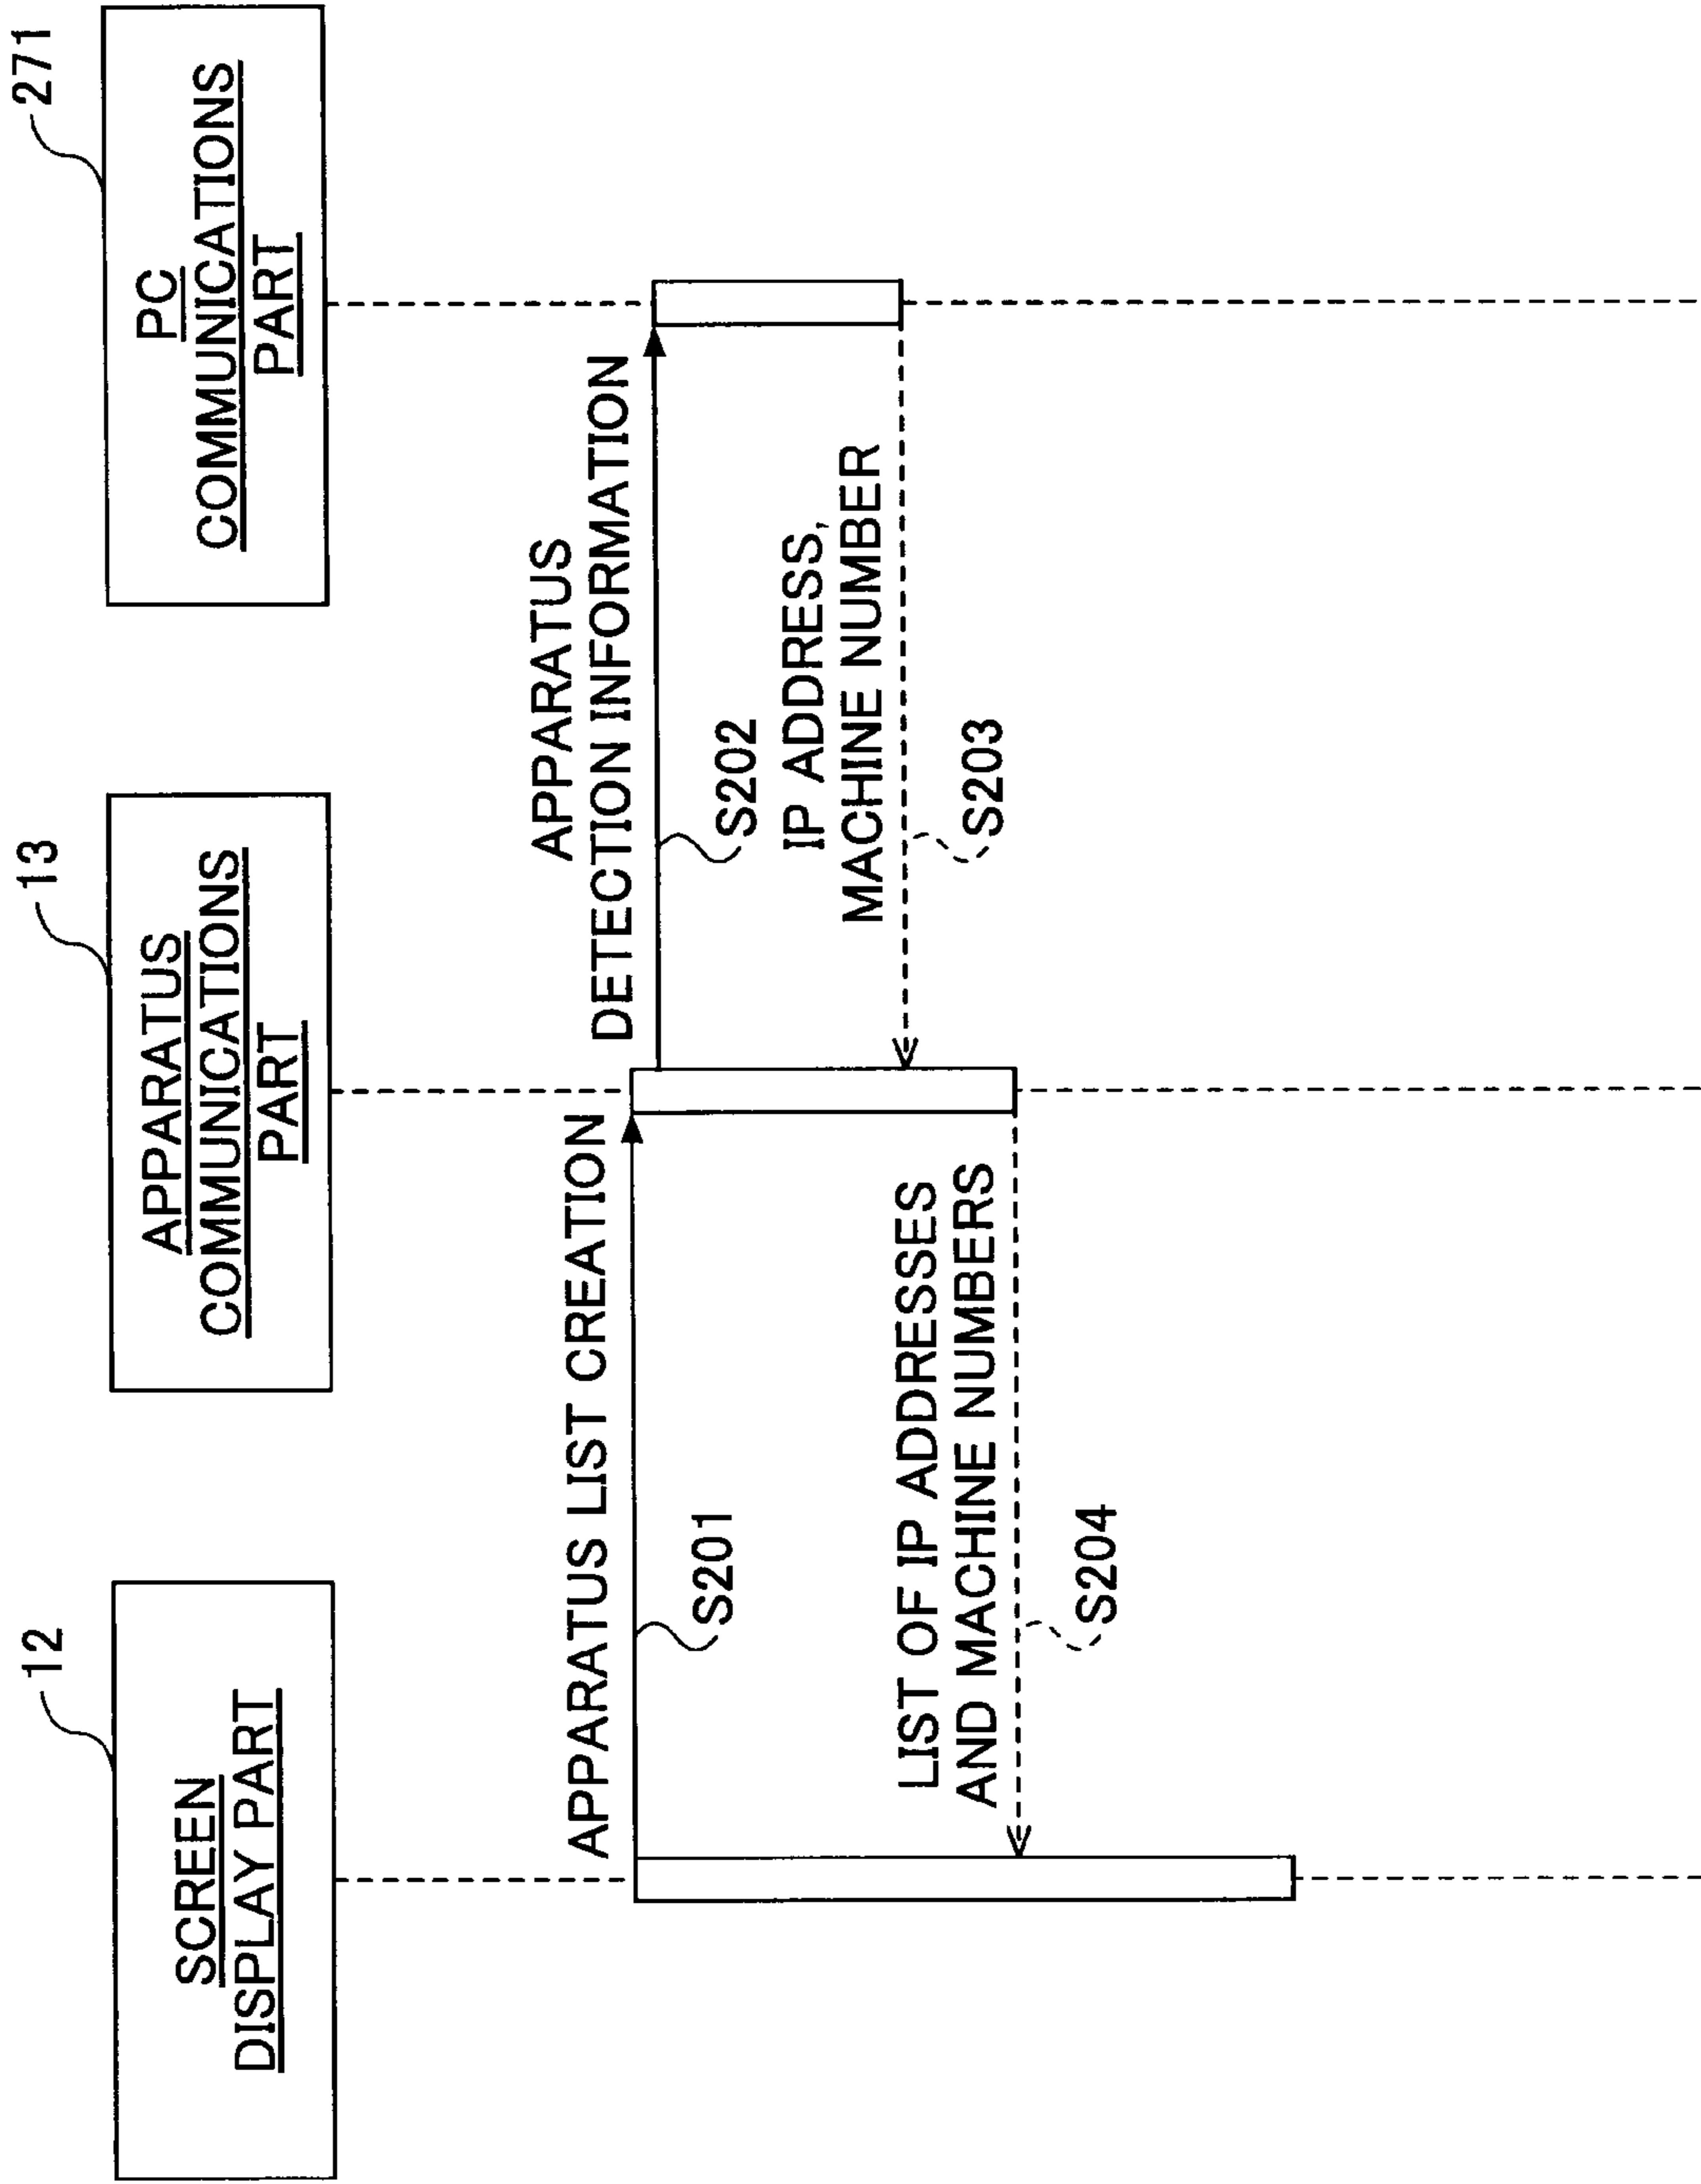 12
SCREEN
DISPLAY PART
13
APPARATUS
COMMUNICATIONS
PART
271
PC
COMMUNICATIONS
PART
APPARATUS LIST CREATION
S201
APPARATUS
DETECTION INFORMATION
S202
IP ADDRESS,
MACHINE NUMBER
S203
LIST OF IP ADDRESSES
AND MACHINE NUMBERS
S204